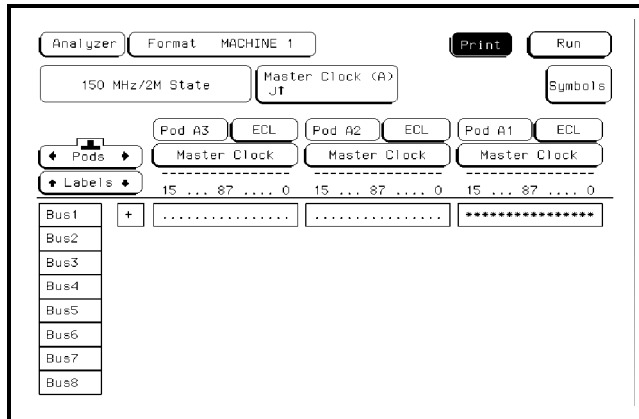 Analyzer Format MACHINE 1 Print Run
150 MHz/2M State Master Clock (A) Symbols
J↑
Pod A3 ECL Pod A2 ECL Pod A1 ECL
← Pods → Master Clock Master Clock Master Clock
↑ Labels ↓ 15 ... 87 .... 0 15 ... 87 .... 0 15 ... 87 .... 0
Bus1 + ................ ................ ****************
Bus2
Bus3
Bus4
Bus5
Bus6
Bus7
Bus8